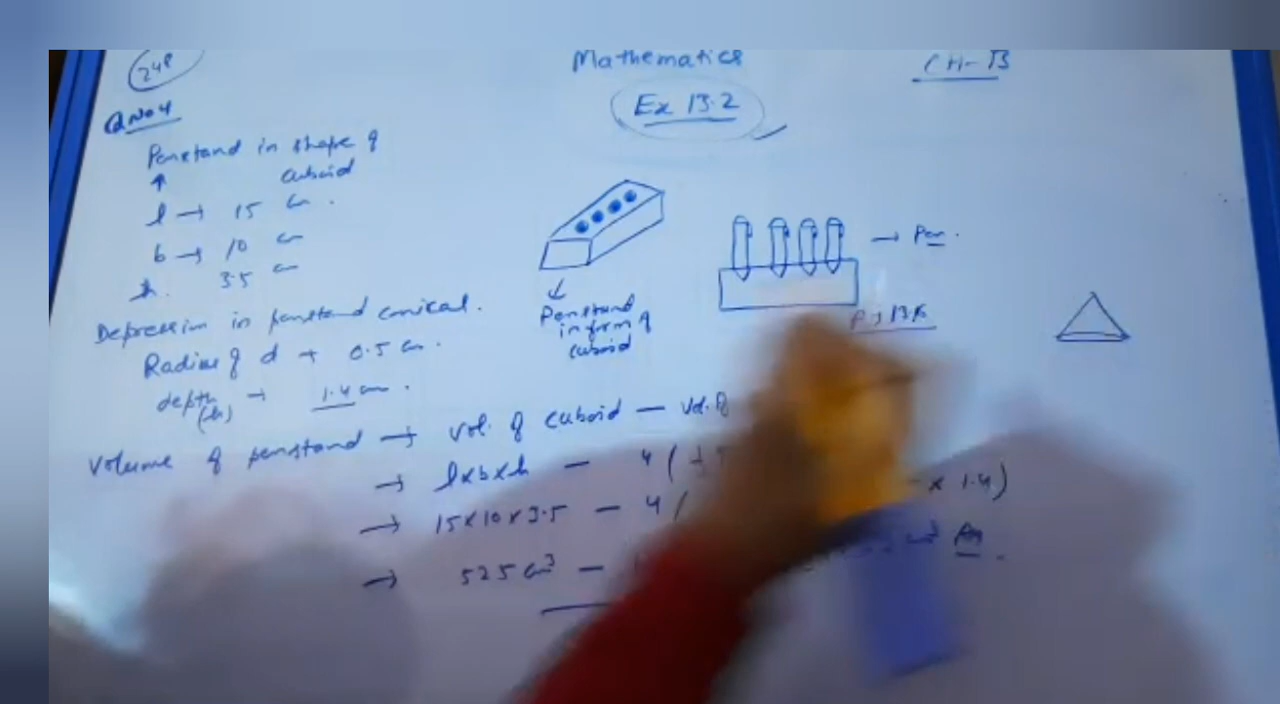 248
Mathematics
CH-13
Ex 13.2
Q No 4
Penstand in shape of
cuboid
l → 15 cm.
b → 10 cm
h. 3.5 cm
→ Pen.
Penstand
in form of
cuboid
Depression in penstand conical.
Radius of d → 0.5 cm.
depth → 1.4 cm.
(h)
Volume of penstand → vol. of cuboid — vol. of
→ l×b×h — 4 (
→ 15×10×3.5 — 4 ( × 1.4)
→ 525 cm³ — Ans.